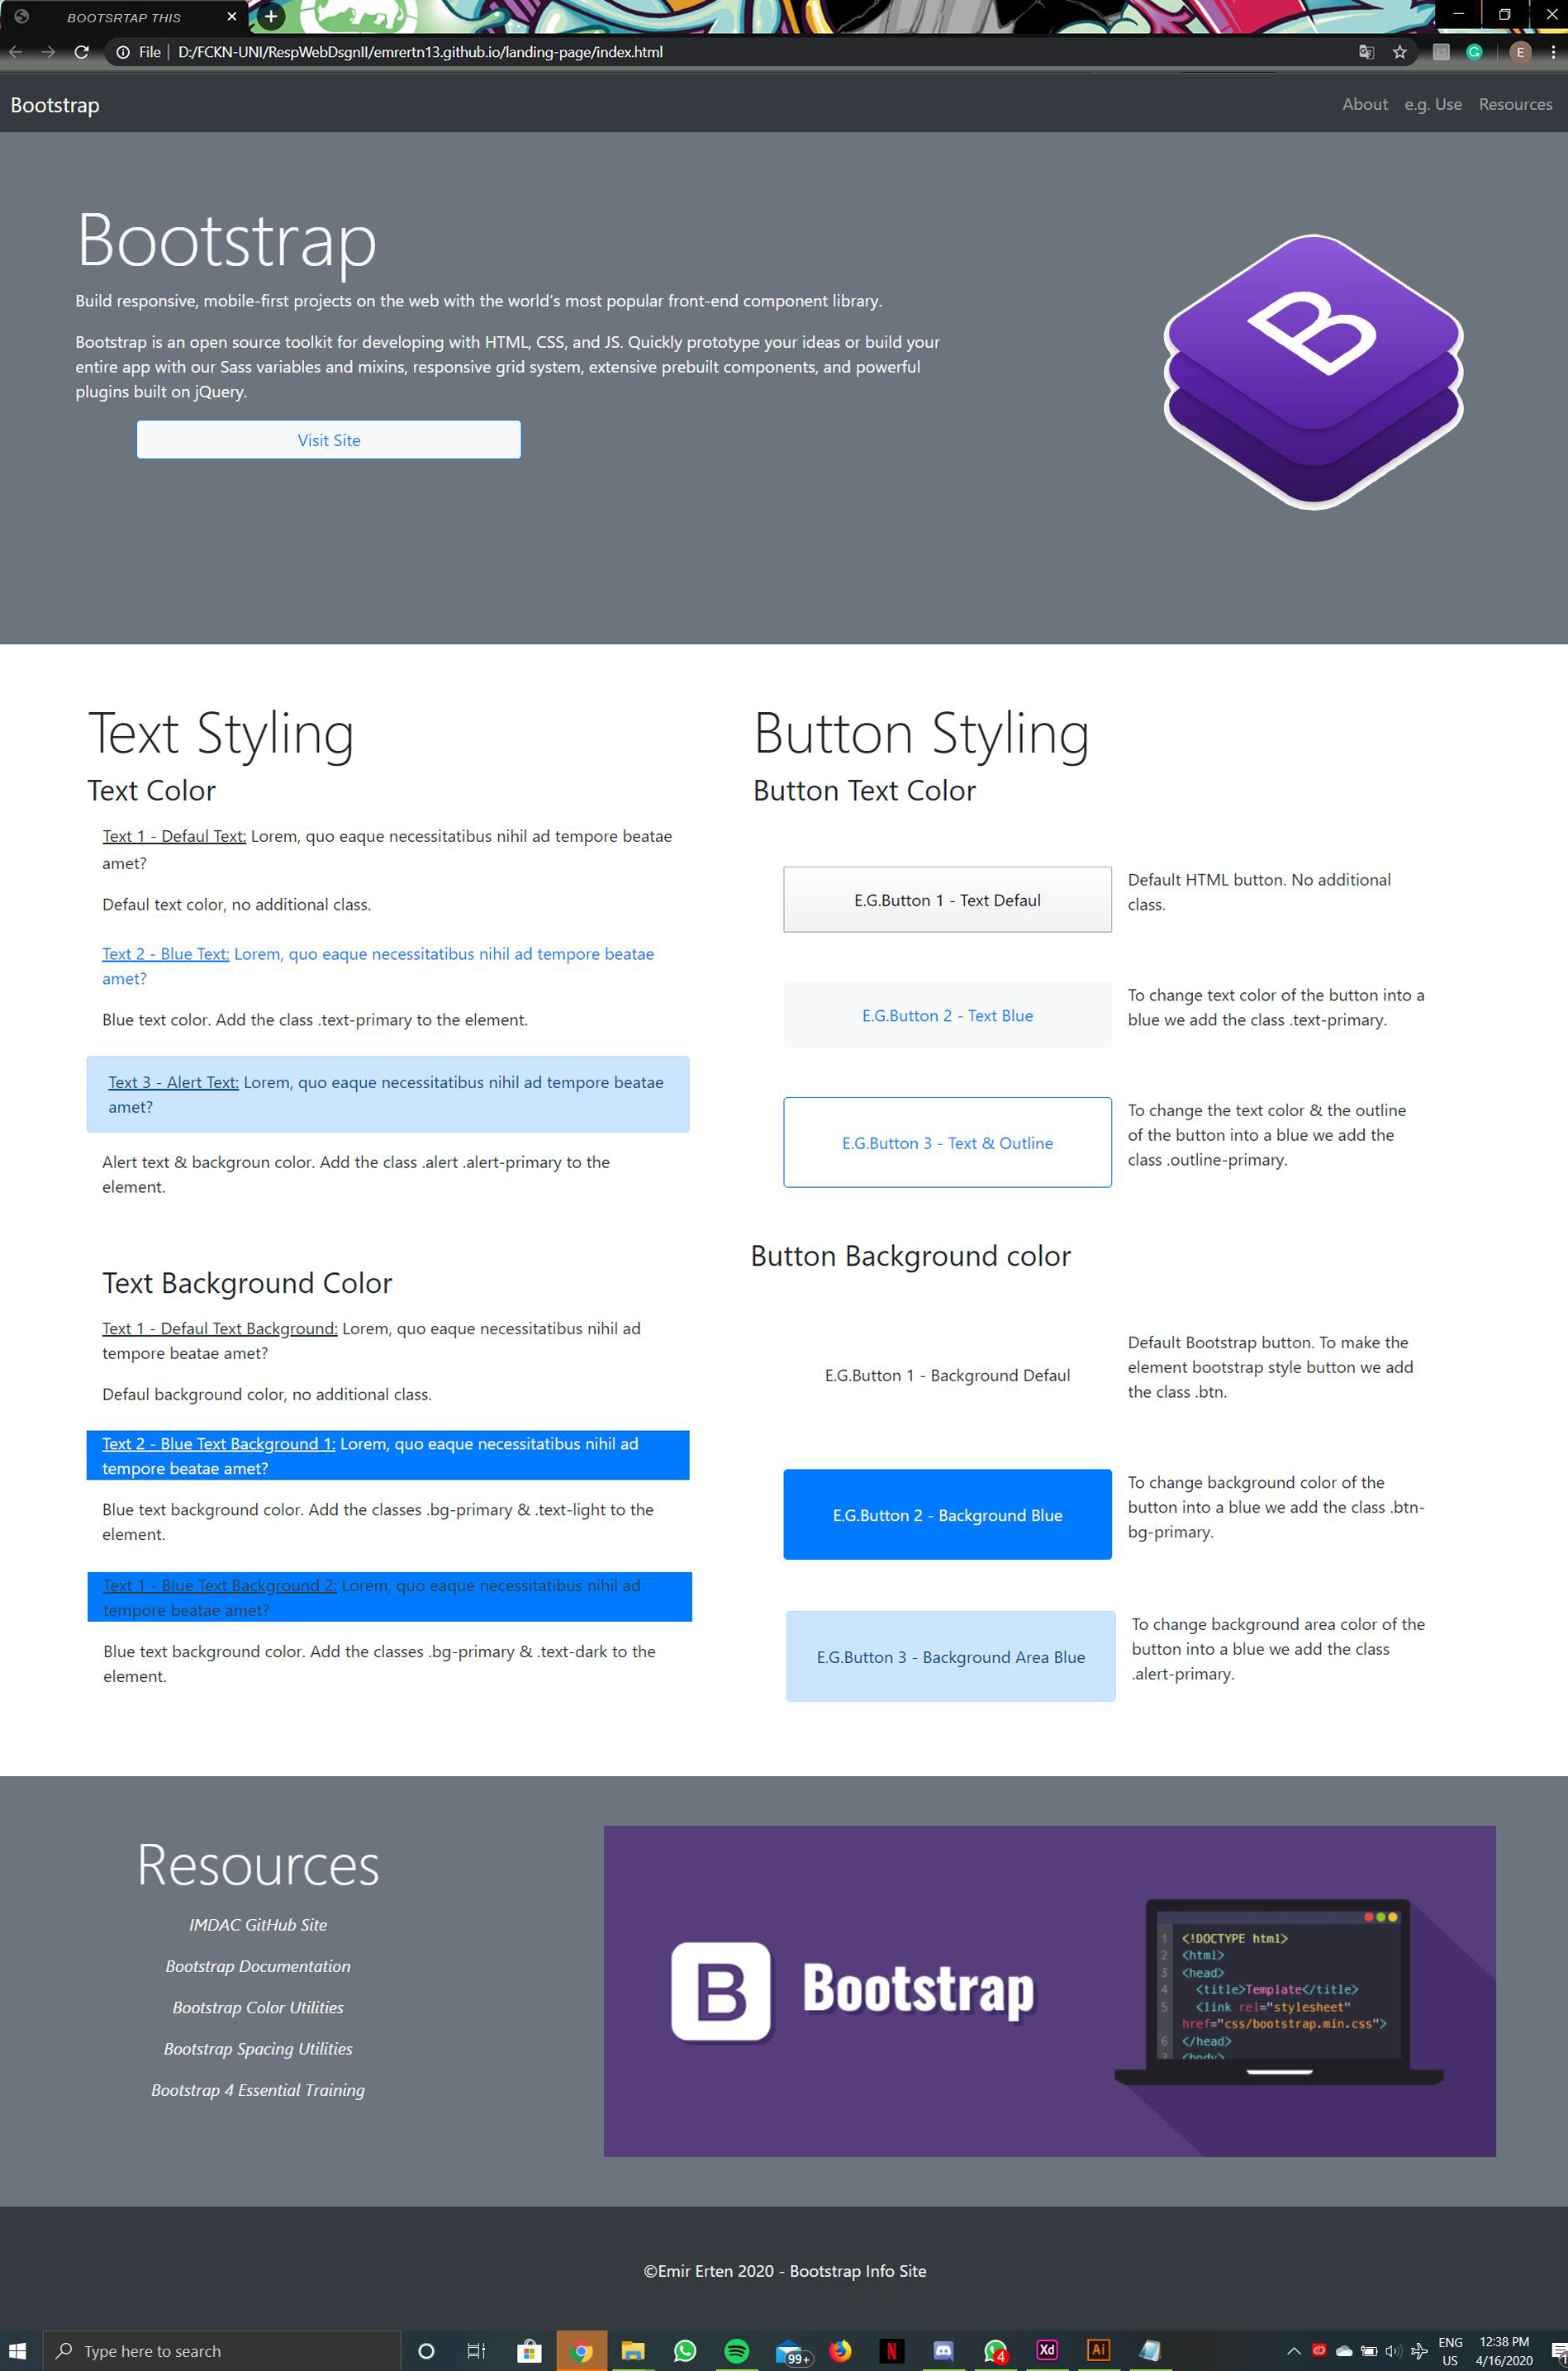 BOOTSRTAP THIS
File D:/FCKN-UNI/RespWebDsgnII/emrertn13.github.io/landing-page/index.html
E
Bootstrap
About e.g. Use Resources
Bootstrap
Build responsive, mobile-first projects on the web with the world’s most popular front-end component library.
Bootstrap is an open source toolkit for developing with HTML, CSS, and JS. Quickly prototype your ideas or build your
entire app with our Sass variables and mixins, responsive grid system, extensive prebuilt components, and powerful
plugins built on jQuery.
Visit Site
B
Text Styling
Text Color
Text 1 - Defaul Text: Lorem, quo eaque necessitatibus nihil ad tempore beatae
amet?
Defaul text color, no additional class.
Text 2 - Blue Text: Lorem, quo eaque necessitatibus nihil ad tempore beatae
amet?
Blue text color. Add the class .text-primary to the element.
Text 3 - Alert Text: Lorem, quo eaque necessitatibus nihil ad tempore beatae
amet?
Alert text & backgroun color. Add the class .alert .alert-primary to the
element.
Text Background Color
Text 1 - Defaul Text Background: Lorem, quo eaque necessitatibus nihil ad
tempore beatae amet?
Defaul background color, no additional class.
Text 2 - Blue Text Background 1: Lorem, quo eaque necessitatibus nihil ad
tempore beatae amet?
Blue text background color. Add the classes .bg-primary & .text-light to the
element.
Text 1 - Blue Text Background 2: Lorem, quo eaque necessitatibus nihil ad
tempore beatae amet?
Blue text background color. Add the classes .bg-primary & .text-dark to the
element.
Button Styling
Button Text Color
E.G.Button 1 - Text Defaul
Default HTML button. No additional
class.
E.G.Button 2 - Text Blue
To change text color of the button into a
blue we add the class .text-primary.
E.G.Button 3 - Text & Outline
To change the text color & the outline
of the button into a blue we add the
class .outline-primary.
Button Background color
E.G.Button 1 - Background Defaul
Default Bootstrap button. To make the
element bootstrap style button we add
the class .btn.
E.G.Button 2 - Background Blue
To change background color of the
button into a blue we add the class .btn-
bg-primary.
E.G.Button 3 - Background Area Blue
To change background area color of the
button into a blue we add the class
.alert-primary.
Resources
IMDAC GitHub Site
Bootstrap Documentation
Bootstrap Color Utilities
Bootstrap Spacing Utilities
Bootstrap 4 Essential Training
B Bootstrap
1 <!DOCTYPE html>
2 <html>
3 <head>
4 <title>Template</title>
5 <link rel="stylesheet"
href="css/bootstrap.min.css">
6 </head>
7 <body>
©Emir Erten 2020 - Bootstrap Info Site
Type here to search
99+
N
4
Xd
Ai
ENG
US
12:38 PM
4/16/2020